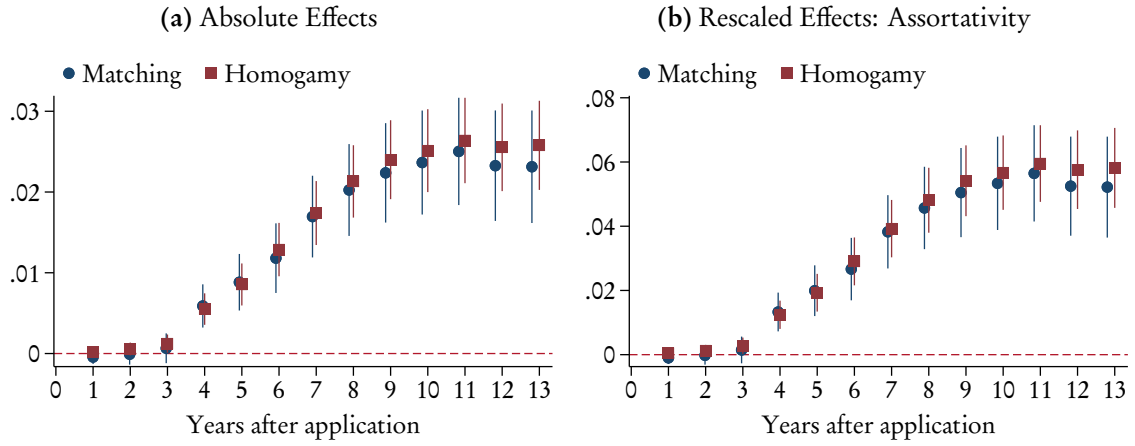 (a) Absolute Effects
Matching Homogamy
.03
.02
.01
0
0 1 2 3 4 5 6 7 8 9 10 11 12 13
Years after application
(b) Rescaled Effects: Assortativity
Matching Homogamy
.08
.06
.04
.02
0
0 1 2 3 4 5 6 7 8 9 10 11 12 13
Years after application